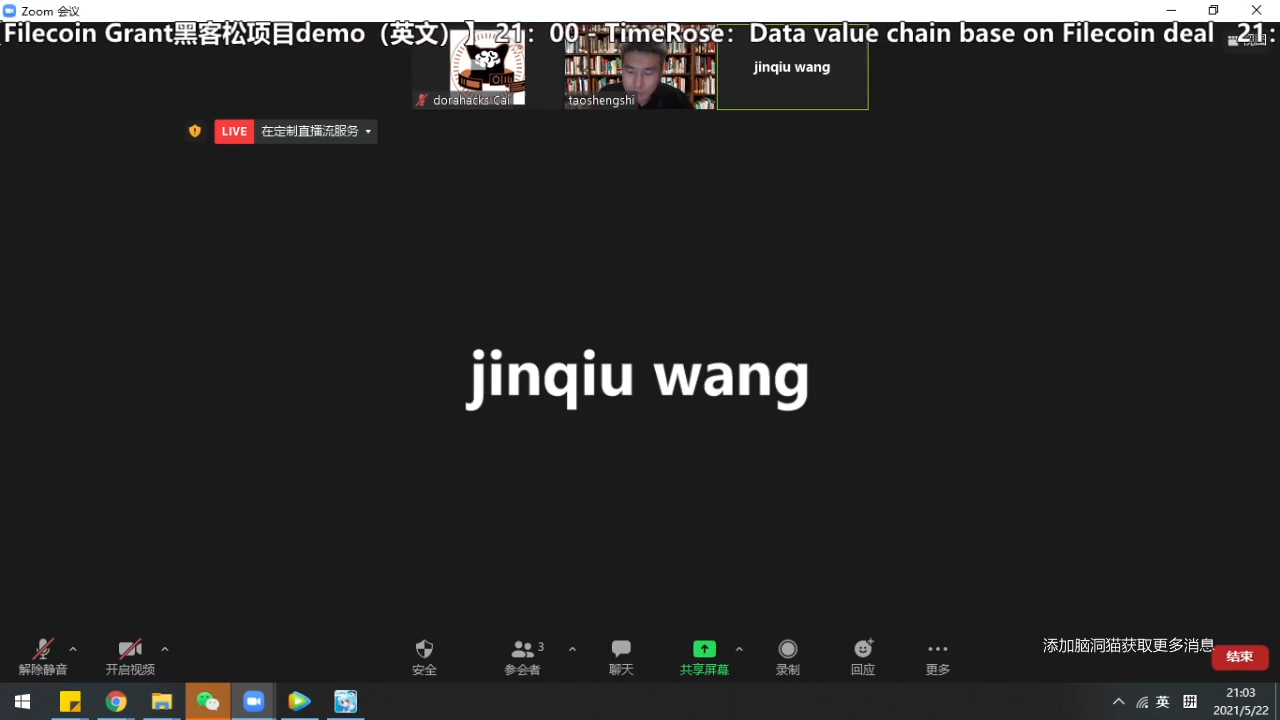 Zoom 会议
Filecoin Grant黑客松项目demo（英文）】 21：00 - TimeRose：Data value chain base on Filecoin deal 21：
dorahacks Cai
taoshengshi
jinqiu wang
LIVE 在定制直播流服务
jinqiu wang
解除静音
开启视频
安全
参会者 3
聊天
共享屏幕
录制
回应
更多
添加脑洞猫获取更多消息
结束
英 拼
21:03
2021/5/22